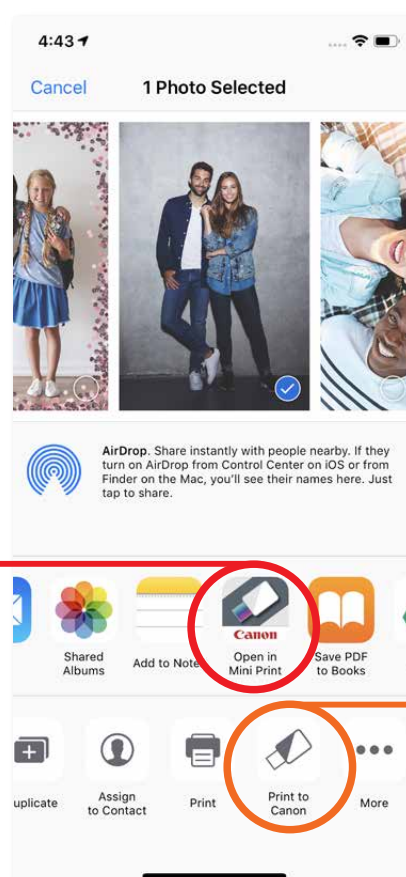 4:43
Cancel
1 Photo Selected
AirDrop. Share instantly with people nearby. If they
turn on AirDrop from Control Center on iOS or from
Finder on the Mac, you'll see their names here. Just
tap to share.
Canon
Shared
Albums
Add to Note
Open in
Mini Print
Save PDF
to Books
uplicate
Assign
to Contact
Print
Print to
Canon
More